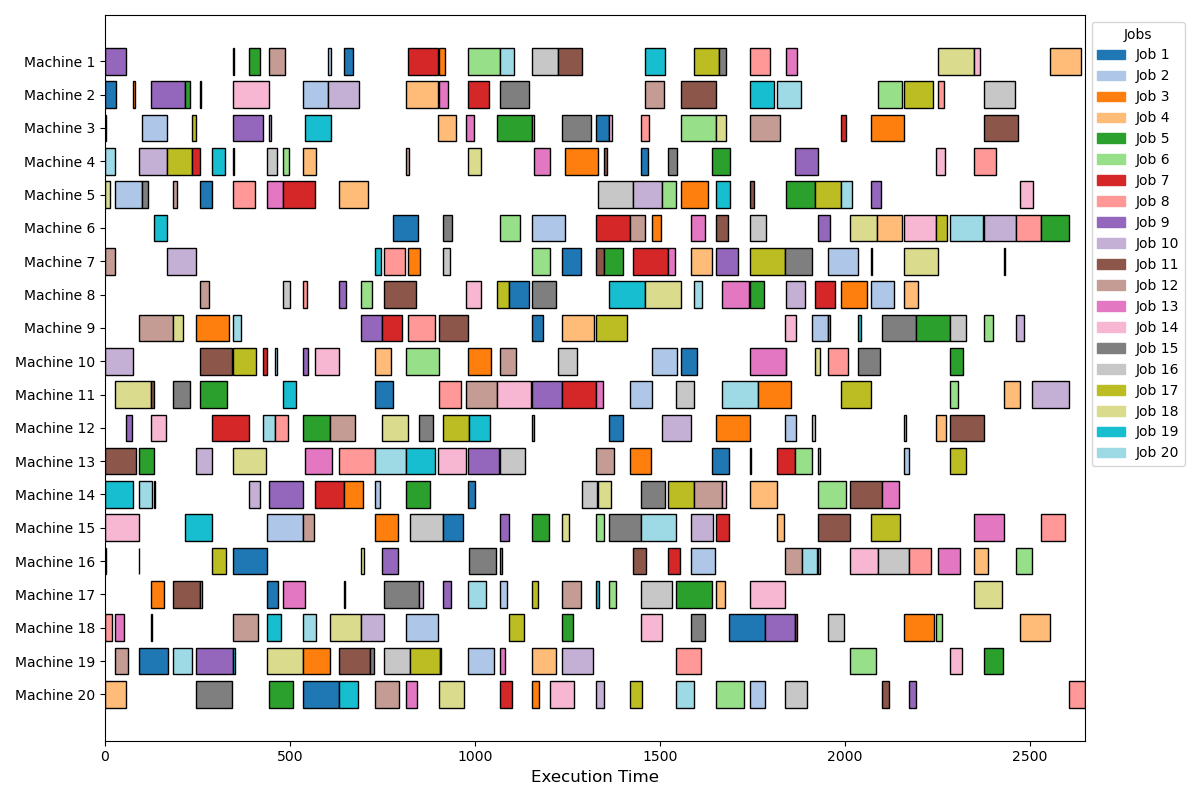 Machine 1
Machine 2
Machine 3
Machine 4
Machine 5
Machine 6
Machine 7
Machine 8
Machine 9
Machine 10
Machine 11
Machine 12
Machine 13
Machine 14
Machine 15
Machine 16
Machine 17
Machine 18
Machine 19
Machine 20
0 500 1000 1500 2000 2500
Execution Time
Jobs
Job 1
Job 2
Job 3
Job 4
Job 5
Job 6
Job 7
Job 8
Job 9
Job 10
Job 11
Job 12
Job 13
Job 14
Job 15
Job 16
Job 17
Job 18
Job 19
Job 20